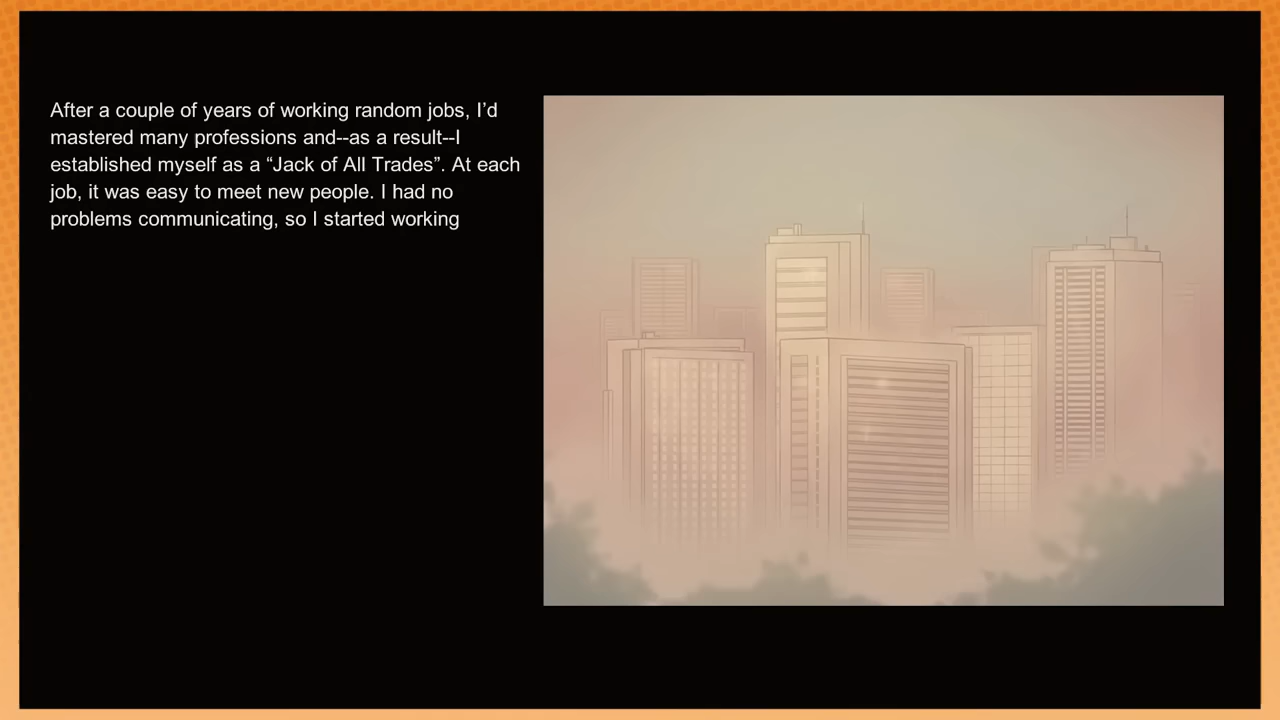 After a couple of years of working random jobs, I’d
mastered many professions and--as a result--I
established myself as a “Jack of All Trades”. At each
job, it was easy to meet new people. I had no
problems communicating, so I started working